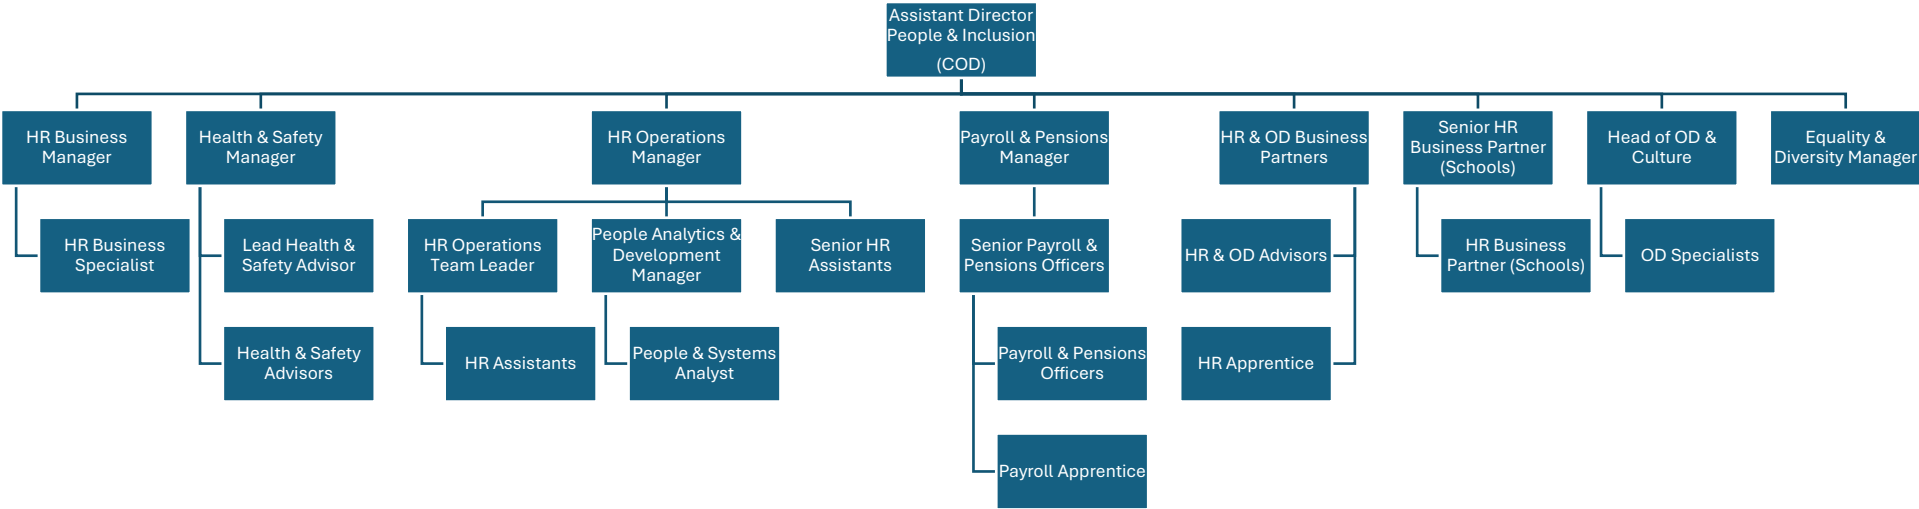 Assistant Director
People & Inclusion
(COD)
HR Business
Manager
Health & Safety
Manager
HR Operations
Manager
Payroll & Pensions
Manager
HR & OD Business
Partners
Senior HR
Business Partner
(Schools)
Head of OD &
Culture
Equality &
Diversity Manager
HR Business
Specialist
Lead Health &
Safety Advisor
HR Operations
Team Leader
People Analytics &
Development
Manager
Senior HR
Assistants
Senior Payroll &
Pensions Officers
HR & OD Advisors
HR Business
Partner (Schools)
OD Specialists
Health & Safety
Advisors
HR Assistants
People & Systems
Analyst
Payroll & Pensions
Officers
HR Apprentice
Payroll Apprentice